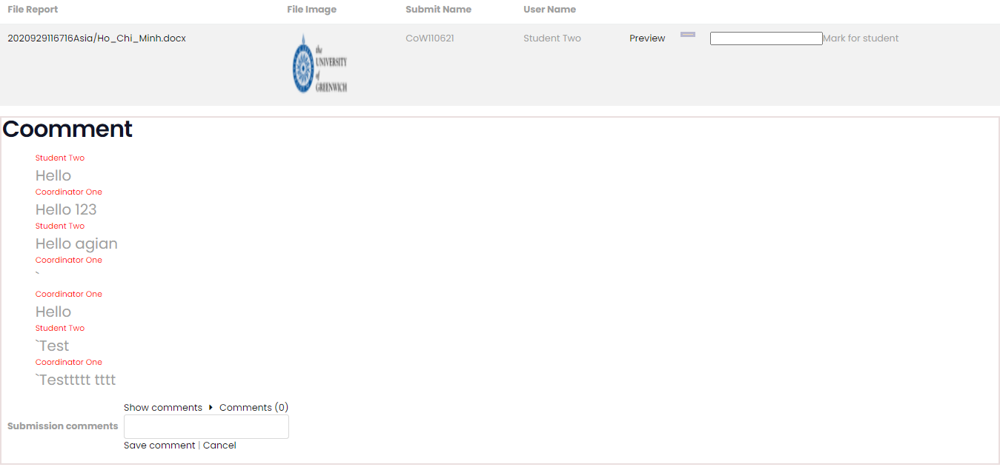 File Report File Image Submit Name User Name
2020929116716Asia/Ho_Chi_Minh.docx CoW110621 Student Two Preview Mark for student
the
UNIVERSITY
of
GREENWICH
Coomment
Student Two
Hello
Coordinator One
Hello 123
Student Two
Hello agian
Coordinator One
`
Coordinator One
Hello
Student Two
`Test
Coordinator One
`Testtttt tttt
Show comments Comments (0)
Submission comments
Save comment | Cancel